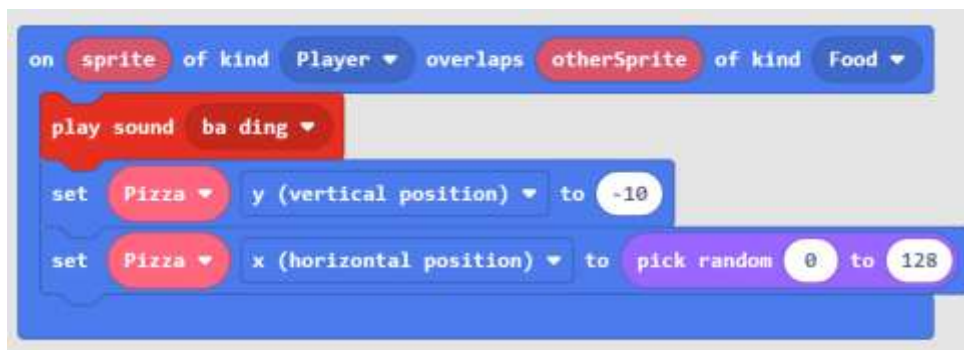 on sprite of kind Player overlaps otherSprite of kind Food
play sound ba ding
set Pizza y (vertical position) to -10
set Pizza x (horizontal position) to pick random 0 to 128